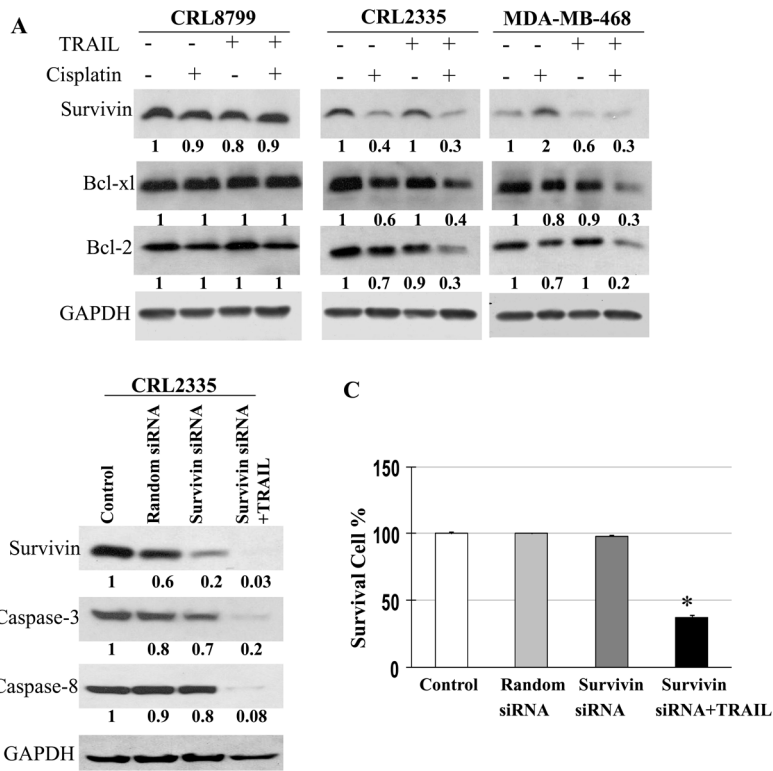 A
CRL8799 CRL2335 MDA-MB-468
TRAIL - - + + - - + + - - + +
Cisplatin - + - + - + - + - + - +
Survivin
1 0.9 0.8 0.9 1 0.4 1 0.3 1 2 0.6 0.3
Bcl-xl
1 1 1 1 1 0.6 1 0.4 1 0.8 0.9 0.3
Bcl-2
1 1 1 1 1 0.7 0.9 0.3 1 0.7 1 0.2
GAPDH
CRL2335
Control
Random siRNA
Survivin siRNA
Survivin siRNA
+TRAIL
Survivin
1 0.6 0.2 0.03
Caspase-3
1 0.8 0.7 0.2
Caspase-8
1 0.9 0.8 0.08
GAPDH
C
Survival Cell %
150
100
50
0
*
Control
Random
siRNA
Survivin
siRNA
Survivin
siRNA+TRAIL